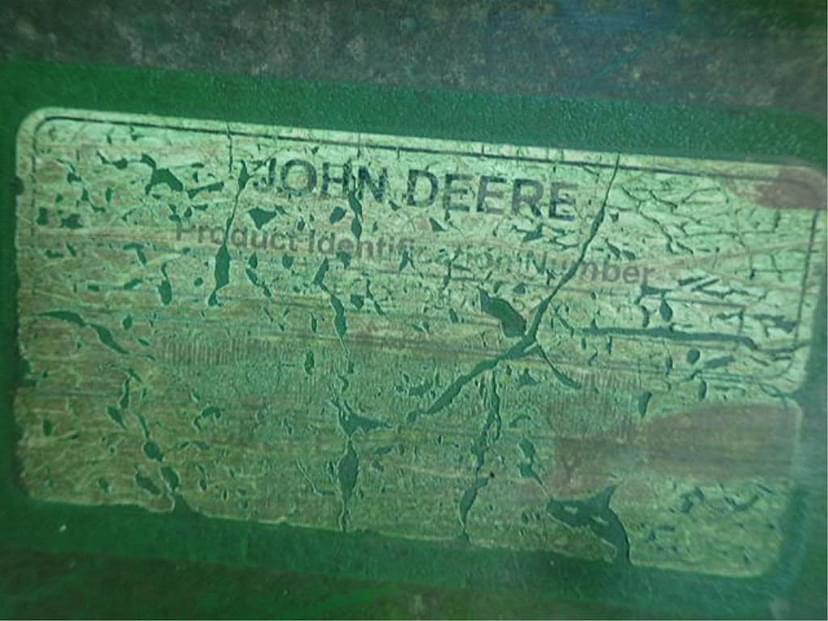 JOHN DEERE
Product Identification Number